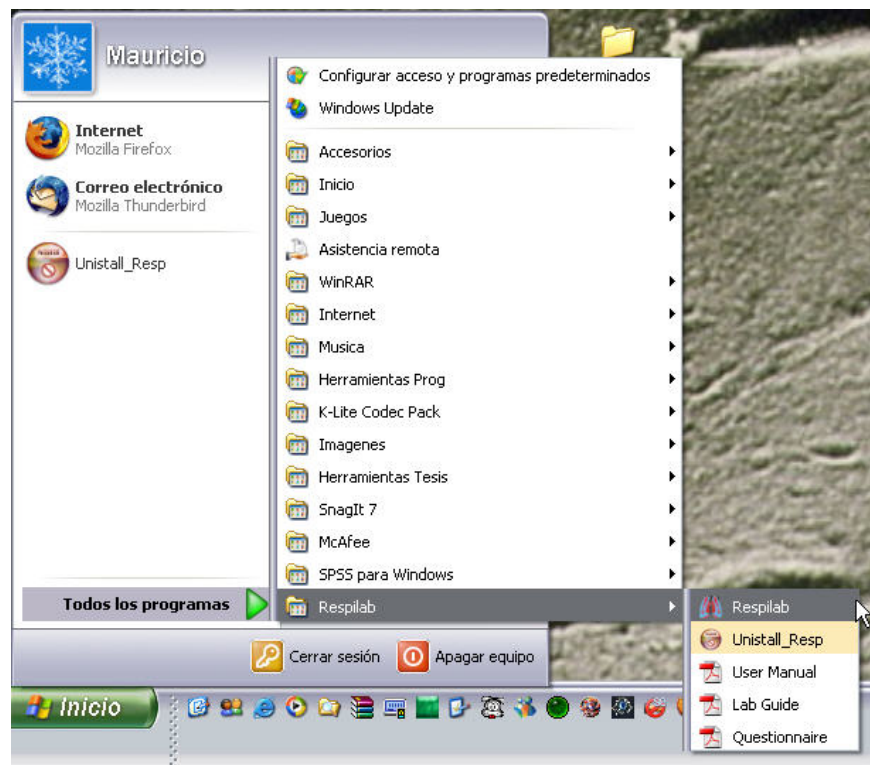 Mauricio
Internet
Mozilla Firefox
Correo electrónico
Mozilla Thunderbird
Unistall_Resp
Todos los programas
Configurar acceso y programas predeterminados
Windows Update
Accesorios
Inicio
Juegos
Asistencia remota
WinRAR
Internet
Musica
Herramientas Prog
K-Lite Codec Pack
Imagenes
Herramientas Tesis
SnagIt 7
McAfee
SPSS para Windows
Respilab
Respilab
Unistall_Resp
User Manual
Lab Guide
Questionnaire
Cerrar sesión
Apagar equipo
Inicio